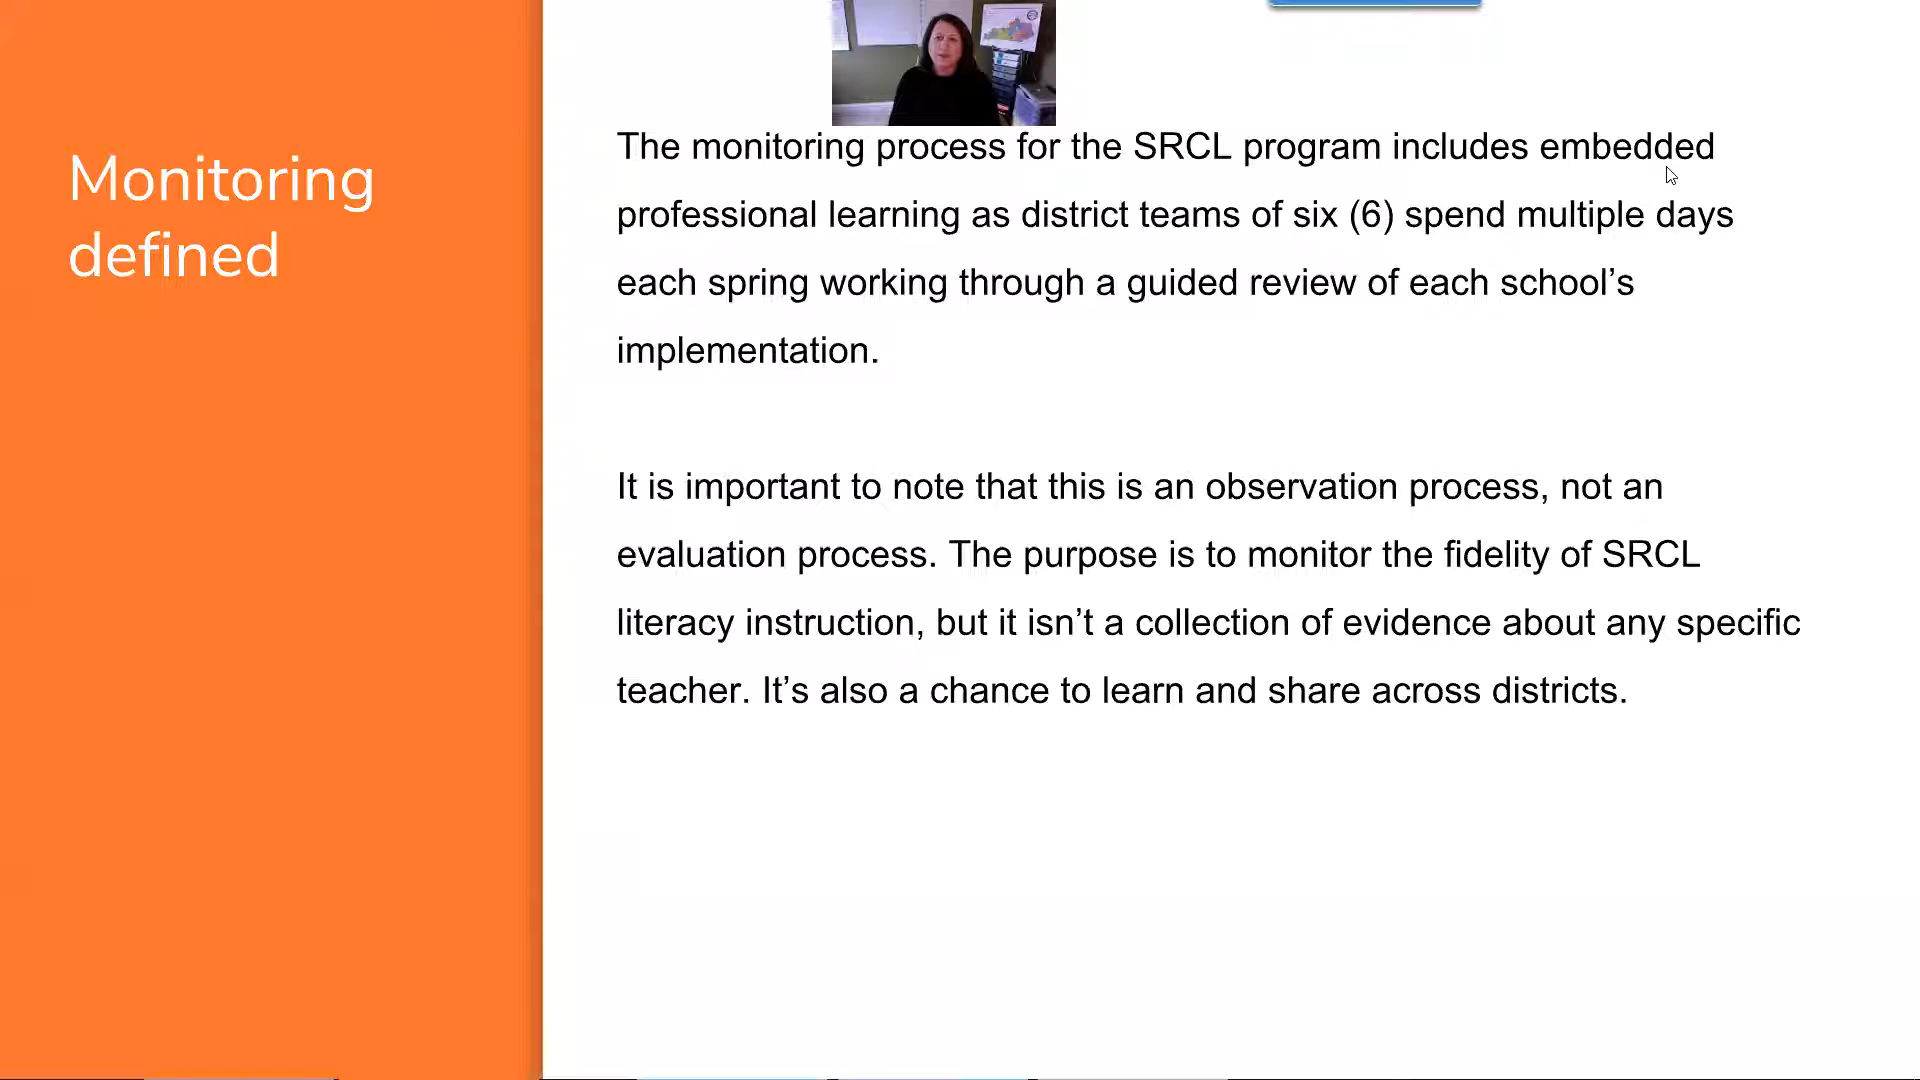 Monitoring
defined
The monitoring process for the SRCL program includes embedded
professional learning as district teams of six (6) spend multiple days
each spring working through a guided review of each school’s
implementation.
It is important to note that this is an observation process, not an
evaluation process. The purpose is to monitor the fidelity of SRCL
literacy instruction, but it isn’t a collection of evidence about any specific
teacher. It’s also a chance to learn and share across districts.